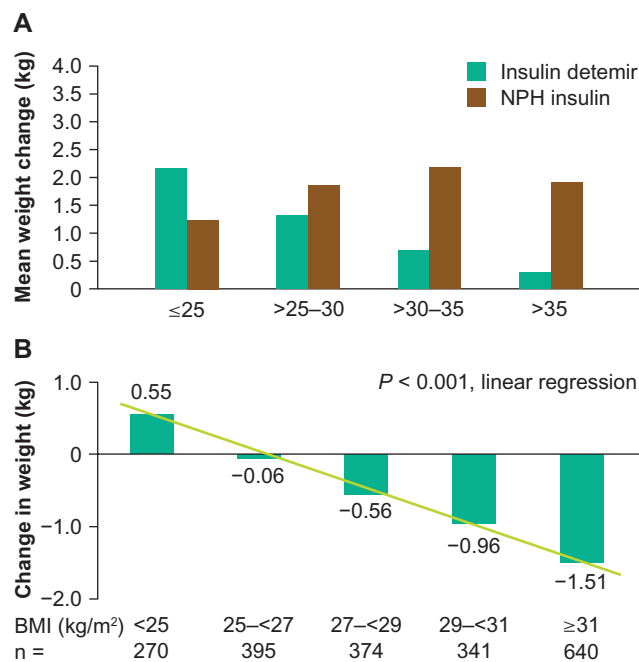 A
Mean weight change (kg)
4.0
3.5
3.0
2.5
2.0
1.5
1.0
0.5
0
Insulin detemir
NPH insulin
≤25
>25–30
>30–35
>35
B
Change in weight (kg)
1.0
0
−1.0
−2.0
P < 0.001, linear regression
0.55
−0.06
−0.56
−0.96
−1.51
BMI (kg/m²) <25 25–<27 27–<29 29–<31 ≥31
n = 270 395 374 341 640